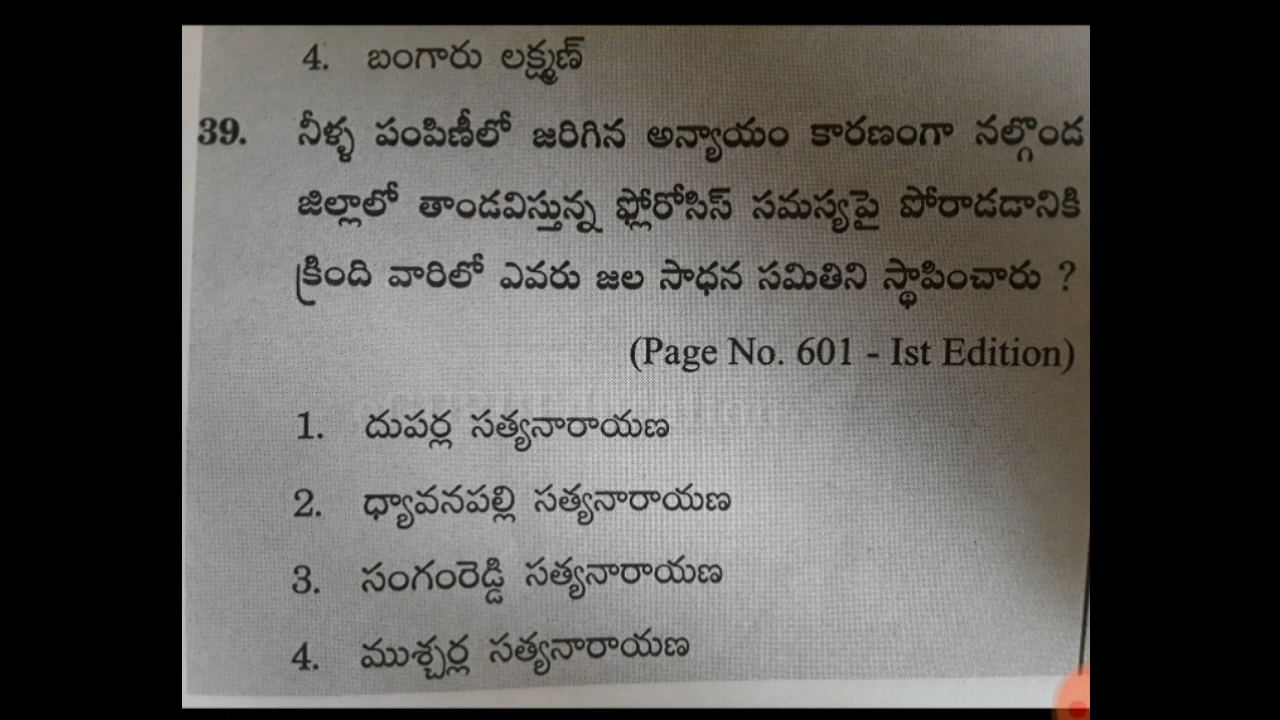 4. బంగారు లక్ష్మణ్
39. నీళ్ళ పంపిణీలో జరిగిన అన్యాయం కారణంగా నల్గొండ
జిల్లాలో తాండవిస్తున్న ఫ్లోరోసిస్ సమస్యపై పోరాడడానికి
క్రింది వారిలో ఎవరు జల సాధన సమితిని స్థాపించారు ?
(Page No. 601 - Ist Edition)
1. దుపర్ల సత్యనారాయణ
2. ధ్యావనపల్లి సత్యనారాయణ
3. సంగంరెడ్డి సత్యనారాయణ
4. ముశ్చర్ల సత్యనారాయణ